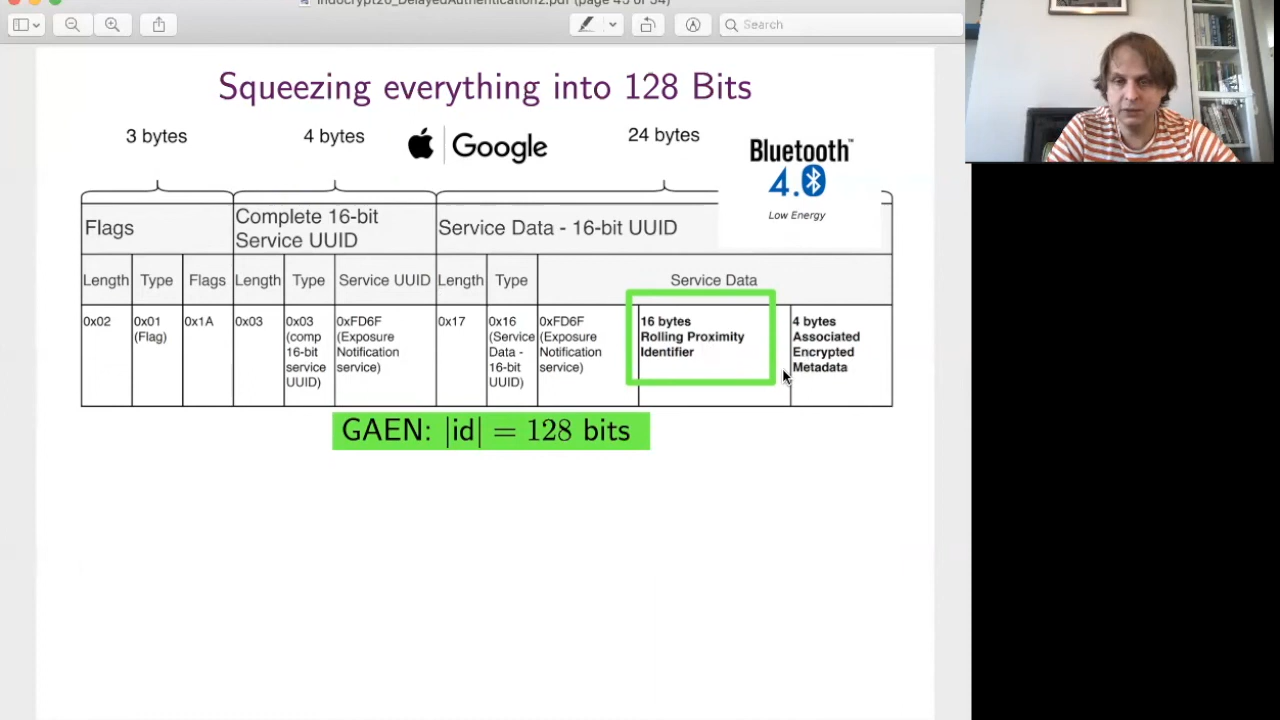 Indocrypt20_DelayedAuthentication2.pdf (page 45 of 54)
Search
Squeezing everything into 128 Bits
3 bytes
4 bytes
Google
24 bytes
Bluetooth™
4.0
Low Energy
Flags
Complete 16-bit
Service UUID
Service Data - 16-bit UUID
Length
Type
Flags
Length
Type
Service UUID
Length
Type
Service Data
0x02
0x01
(Flag)
0x1A
0x03
0x03
(comp
16-bit
service
UUID)
0xFD6F
(Exposure
Notification
service)
0x17
0x16
(Service
Data -
16-bit
UUID)
0xFD6F
(Exposure
Notification
service)
16 bytes
Rolling Proximity
Identifier
4 bytes
Associated
Encrypted
Metadata
GAEN: |id| = 128 bits